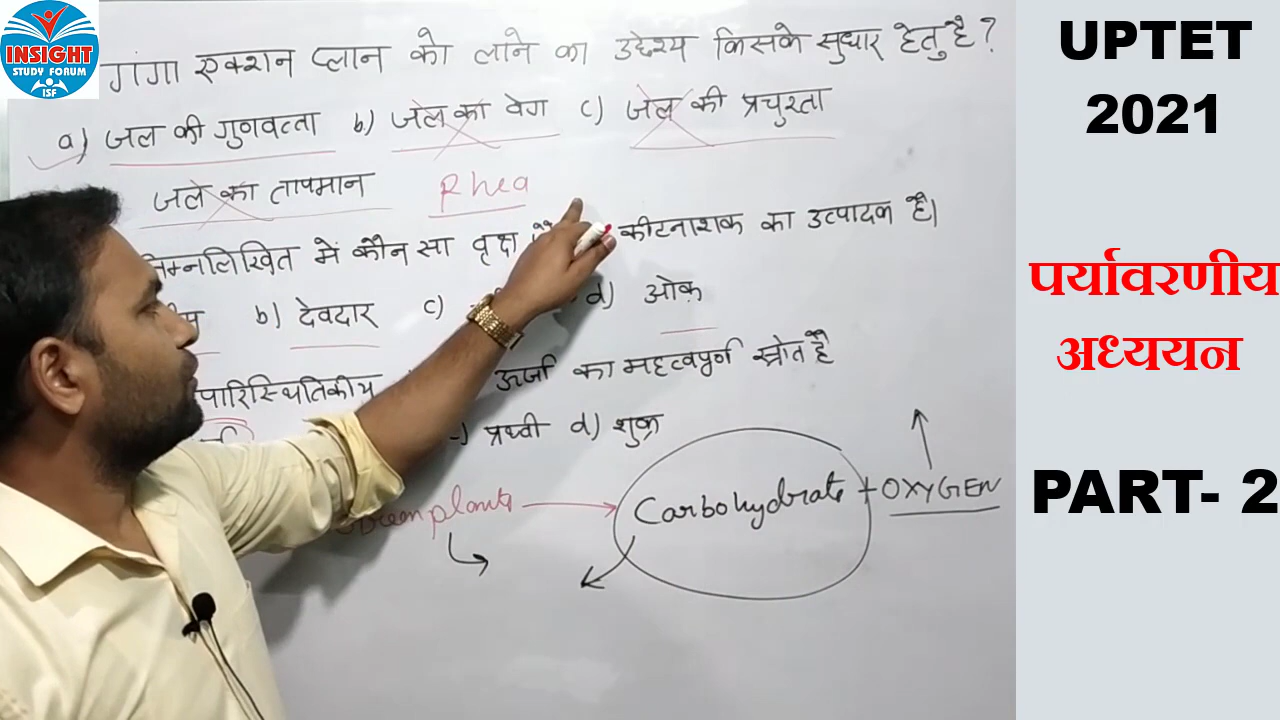 INSIGHT
STUDY FORUM
ISF
गंगा एक्शन प्लान को लाने का उद्देश्य किसके सुधार हेतु है?
a) जल की गुणवत्ता b) जल का वेग c) जल की प्रचुरता
जल का तापमान Rhea
निम्नलिखित में कौन सा वृक्ष कीटनाशक का उत्पादक है।
b) देवदार c) d) ओक
पारिस्थितिकीय ऊर्जा का महत्वपूर्ण स्रोत है
पृथ्वी d) शुक्र
Green plants Carbohydrate + OXYGEN
UPTET
2021
पर्यावरणीय
अध्ययन
PART- 2